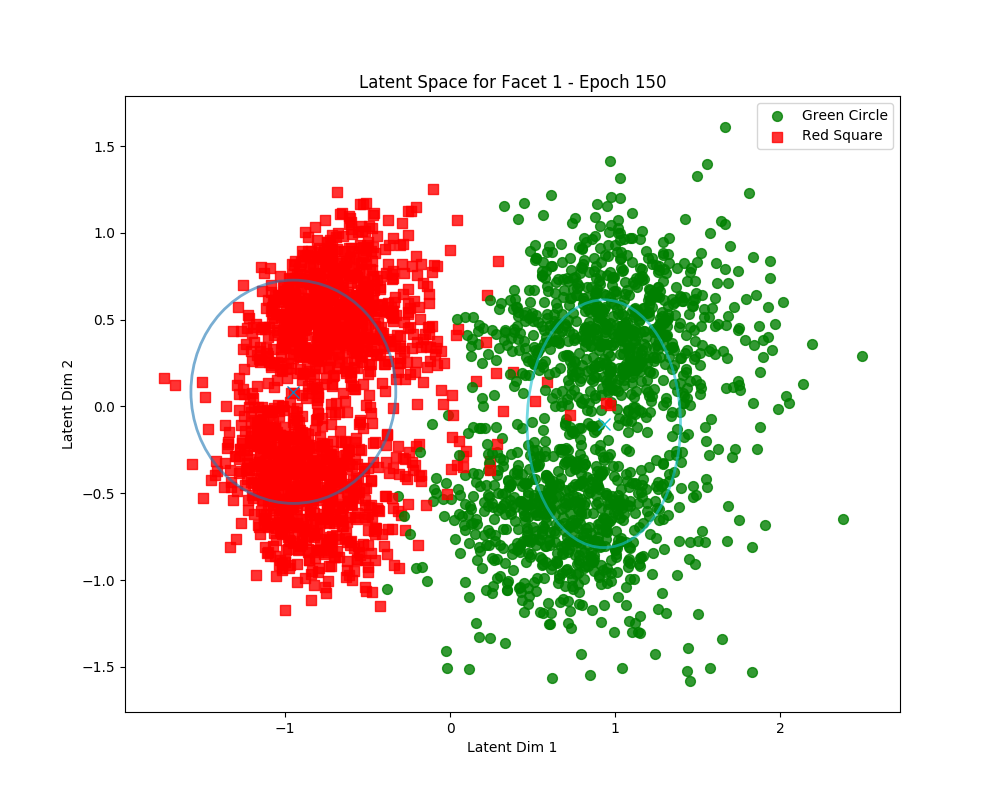 Latent Space for Facet 1 - Epoch 150
Green Circle
Red Square
1.5
1.0
0.5
0.0
−0.5
−1.0
−1.5
Latent Dim 2
−1
0
1
2
Latent Dim 1